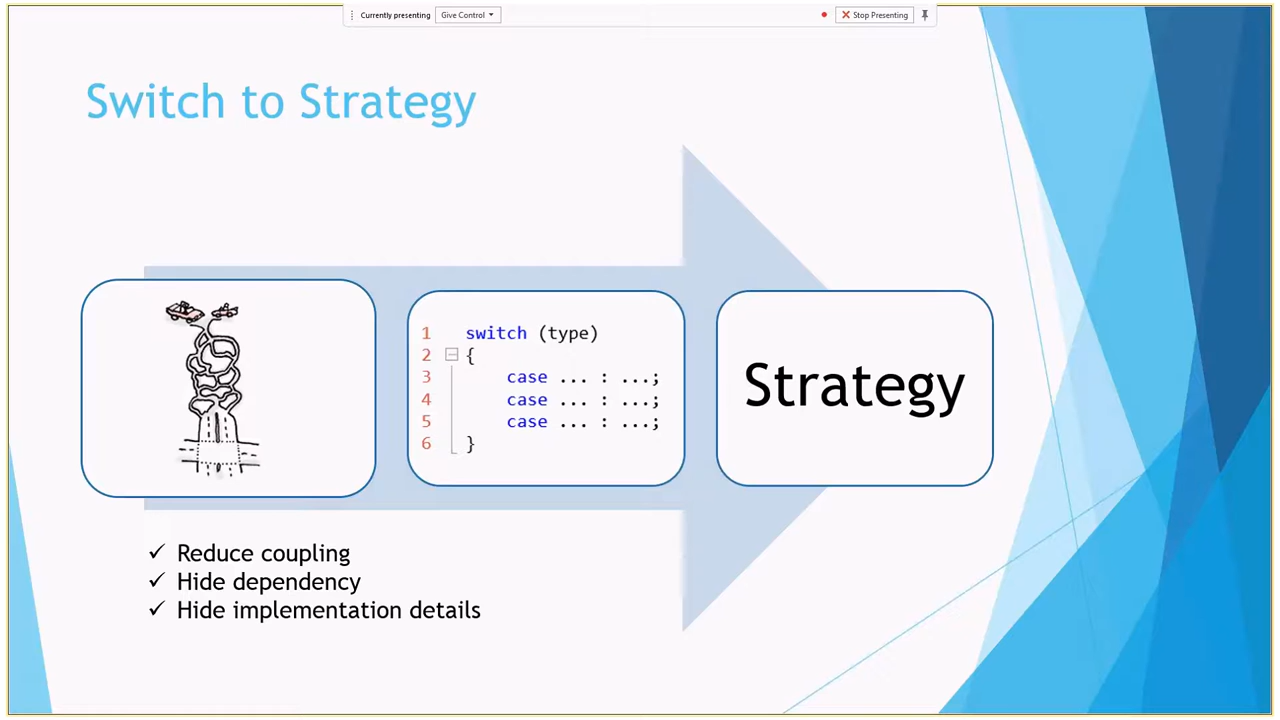 Currently presenting Give Control Stop Presenting
Switch to Strategy
1 switch (type)
2 {
3 case ... : ...;
4 case ... : ...;
5 case ... : ...;
6 }
Strategy
✓ Reduce coupling
✓ Hide dependency
✓ Hide implementation details